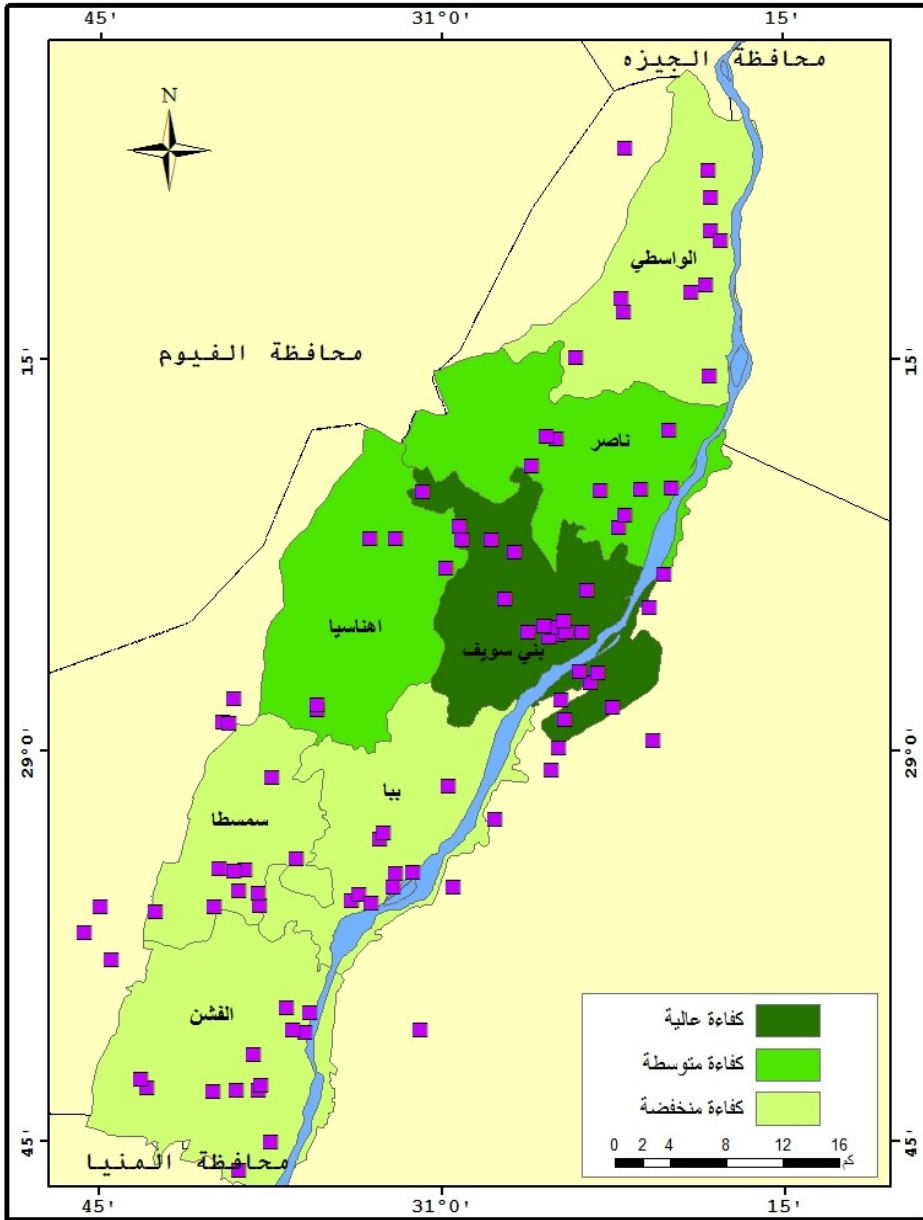 45' 31°0' 15'
محافظة الجيزه
N
الواسطي
15' 15'
محافظة الفيوم
ناصر
اهناسيا
بني سويف
29°0' 29°0'
ببا
سمسطا
الفشن
كفاءة عالية
كفاءة متوسطة
كفاءة منخفضة
45' 45'
0 2 4 8 12 16
كم
محافظة المنيا
45' 31°0' 15'